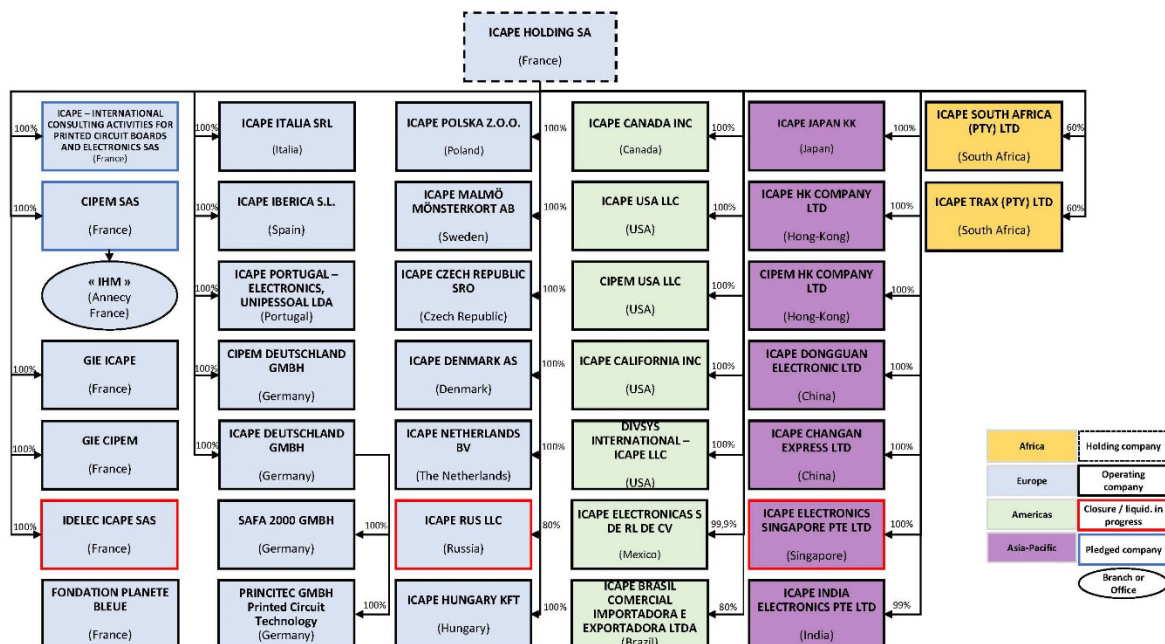 ICAPE HOLDING SA
(France)
100%
ICAPE – INTERNATIONAL
CONSULTING ACTIVITIES FOR
PRINTED CIRCUIT BOARDS
AND ELECTRONICS SAS
(France)
100%
CIPEM SAS
(France)
« IHM »
(Annecy
France)
100%
GIE ICAPE
(France)
100%
GIE CIPEM
(France)
100%
IDELEC ICAPE SAS
(France)
FONDATION PLANETE
BLEUE
(France)
100%
ICAPE ITALIA SRL
(Italia)
100%
ICAPE IBERICA S.L.
(Spain)
100%
ICAPE PORTUGAL –
ELECTRONICS,
UNIPESSOAL LDA
(Portugal)
100%
CIPEM DEUTSCHLAND
GMBH
(Germany)
100%
ICAPE DEUTSCHLAND
GMBH
(Germany)
SAFA 2000 GMBH
(Germany)
100%
PRINCITEC GMBH
Printed Circuit
Technology
(Germany)
100%
ICAPE POLSKA Z.O.O.
(Poland)
100%
ICAPE MALMÖ
MÖNSTERKORT AB
(Sweden)
100%
ICAPE CZECH REPUBLIC
SRO
(Czech Republic)
100%
ICAPE DENMARK AS
(Denmark)
100%
ICAPE NETHERLANDS
BV
(The Netherlands)
100%
ICAPE RUS LLC
(Russia)
80%
ICAPE HUNGARY KFT
(Hungary)
100%
ICAPE CANADA INC
(Canada)
100%
ICAPE USA LLC
(USA)
100%
CIPEM USA LLC
(USA)
100%
ICAPE CALIFORNIA INC
(USA)
100%
DIVSYS
INTERNATIONAL –
ICAPE LLC
(USA)
100%
ICAPE ELECTRONICAS S
DE RL DE CV
(Mexico)
99,9%
ICAPE BRASIL
COMERCIAL
IMPORTADORA E
EXPORTADORA LTDA
(Brazil)
80%
ICAPE JAPAN KK
(Japan)
100%
ICAPE HK COMPANY
LTD
(Hong-Kong)
100%
CIPEM HK COMPANY
LTD
(Hong-Kong)
100%
ICAPE DONGGUAN
ELECTRONIC LTD
(China)
100%
ICAPE CHANGAN
EXPRESS LTD
(China)
100%
ICAPE ELECTRONICS
SINGAPORE PTE LTD
(Singapore)
100%
ICAPE INDIA
ELECTRONICS PTE LTD
(India)
99%
ICAPE SOUTH AFRICA
(PTY) LTD
(South Africa)
60%
ICAPE TRAX (PTY) LTD
(South Africa)
60%
Africa
Holding company
Europe
Operating
company
Americas
Closure / liquid. in
progress
Asia-Pacific
Pledged company
Branch or
Office